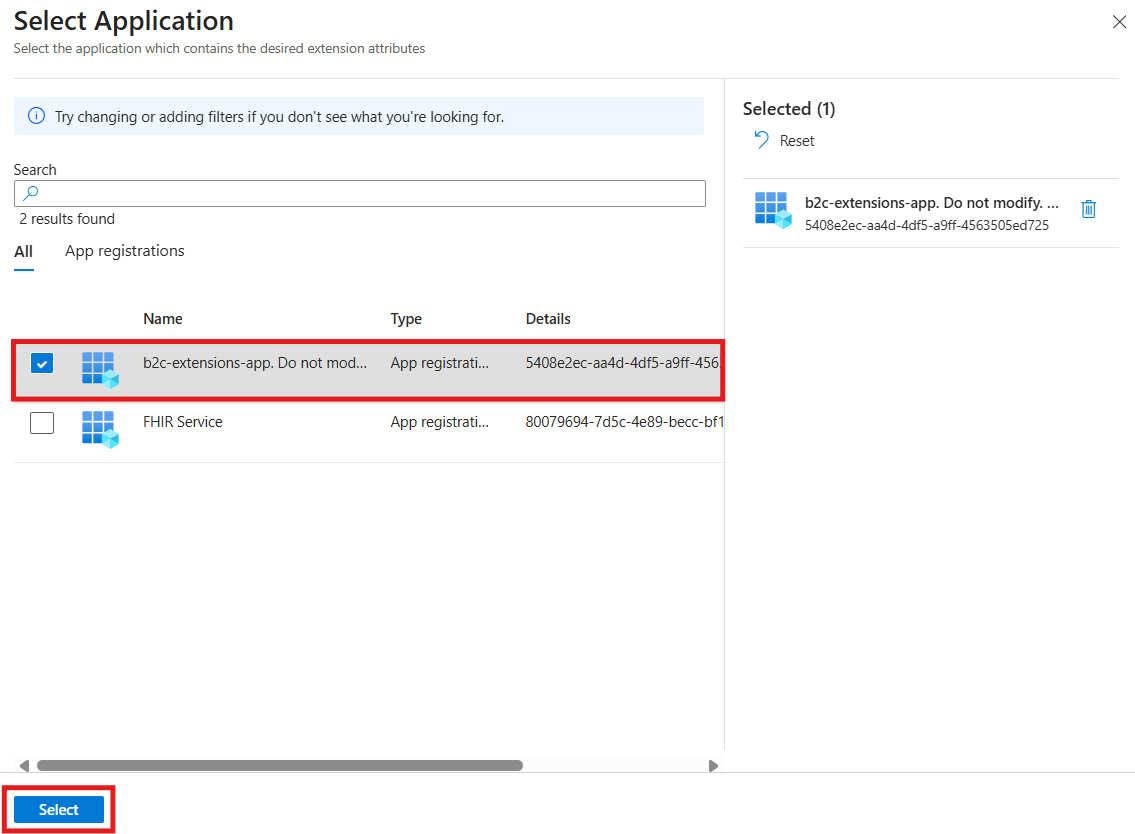 Select Application
Select the application which contains the desired extension attributes
Try changing or adding filters if you don't see what you're looking for.
Search
2 results found
All App registrations
Name Type Details
b2c-extensions-app. Do not mod... App registrati... 5408e2ec-aa4d-4df5-a9ff-456
FHIR Service App registrati... 80079694-7d5c-4e89-becc-bf1
Selected (1)
Reset
b2c-extensions-app. Do not modify. ...
5408e2ec-aa4d-4df5-a9ff-4563505ed725
Select